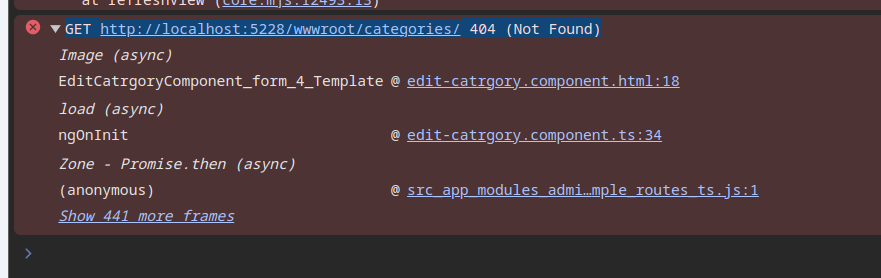 at refreshView (core.mjs:12493:13)
GET http://localhost:5228/wwwroot/categories/ 404 (Not Found)
Image (async)
EditCatrgoryComponent_form_4_Template @ edit-catrgory.component.html:18
load (async)
ngOnInit @ edit-catrgory.component.ts:34
Zone - Promise.then (async)
(anonymous) @ src_app_modules_admi…mple_routes_ts.js:1
Show 441 more frames